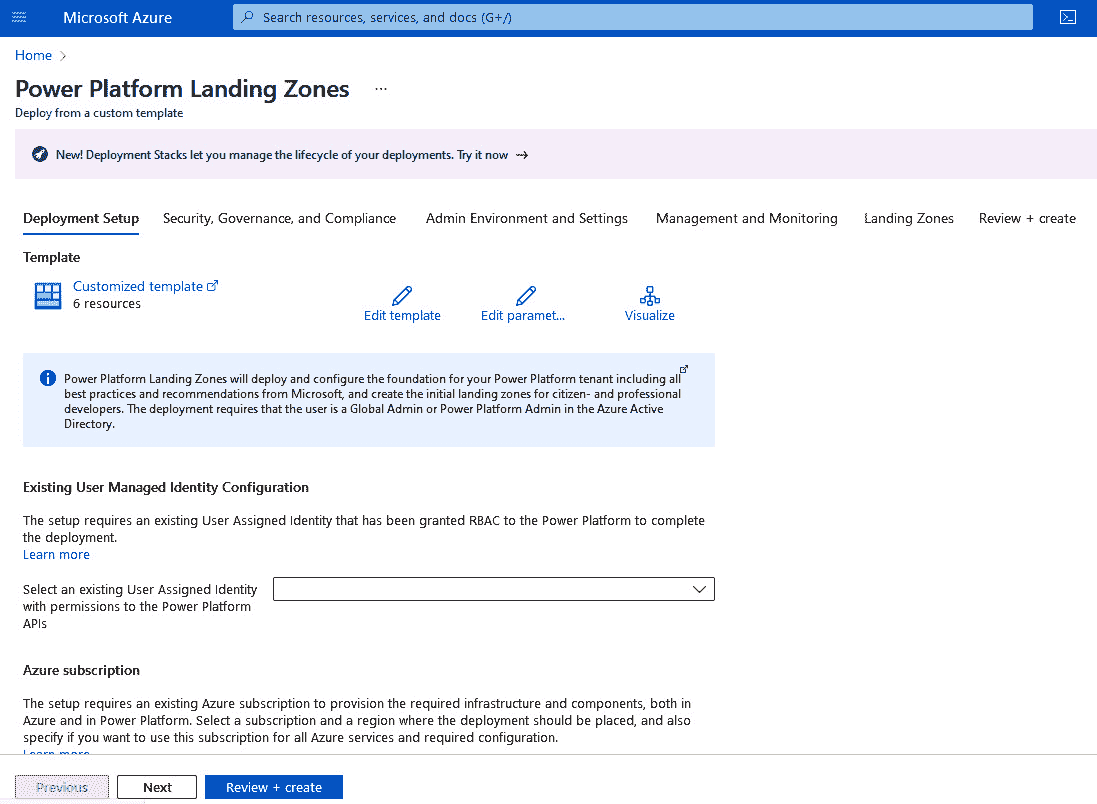 Microsoft Azure
Search resources, services, and docs (G+/)
Home
Power Platform Landing Zones ...
Deploy from a custom template
New! Deployment Stacks let you manage the lifecycle of your deployments. Try it now →
Deployment Setup
Security, Governance, and Compliance
Admin Environment and Settings
Management and Monitoring
Landing Zones
Review + create
Template
Customized template
6 resources
Edit template
Edit paramet...
Visualize
Power Platform Landing Zones will deploy and configure the foundation for your Power Platform tenant including all
best practices and recommendations from Microsoft, and create the initial landing zones for citizen- and professional
developers. The deployment requires that the user is a Global Admin or Power Platform Admin in the Azure Active
Directory.
Existing User Managed Identity Configuration
The setup requires an existing User Assigned Identity that has been granted RBAC to the Power Platform to complete
the deployment.
Learn more
Select an existing User Assigned Identity
with permissions to the Power Platform
APIs
Azure subscription
The setup requires an existing Azure subscription to provision the required infrastructure and components, both in
Azure and in Power Platform. Select a subscription and a region where the deployment should be placed, and also
specify if you want to use this subscription for all Azure services and required configuration.
Learn more
Previous
Next
Review + create